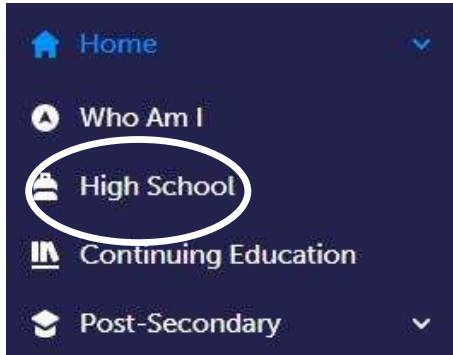 Home
Who Am I
High School
Continuing Education
Post-Secondary